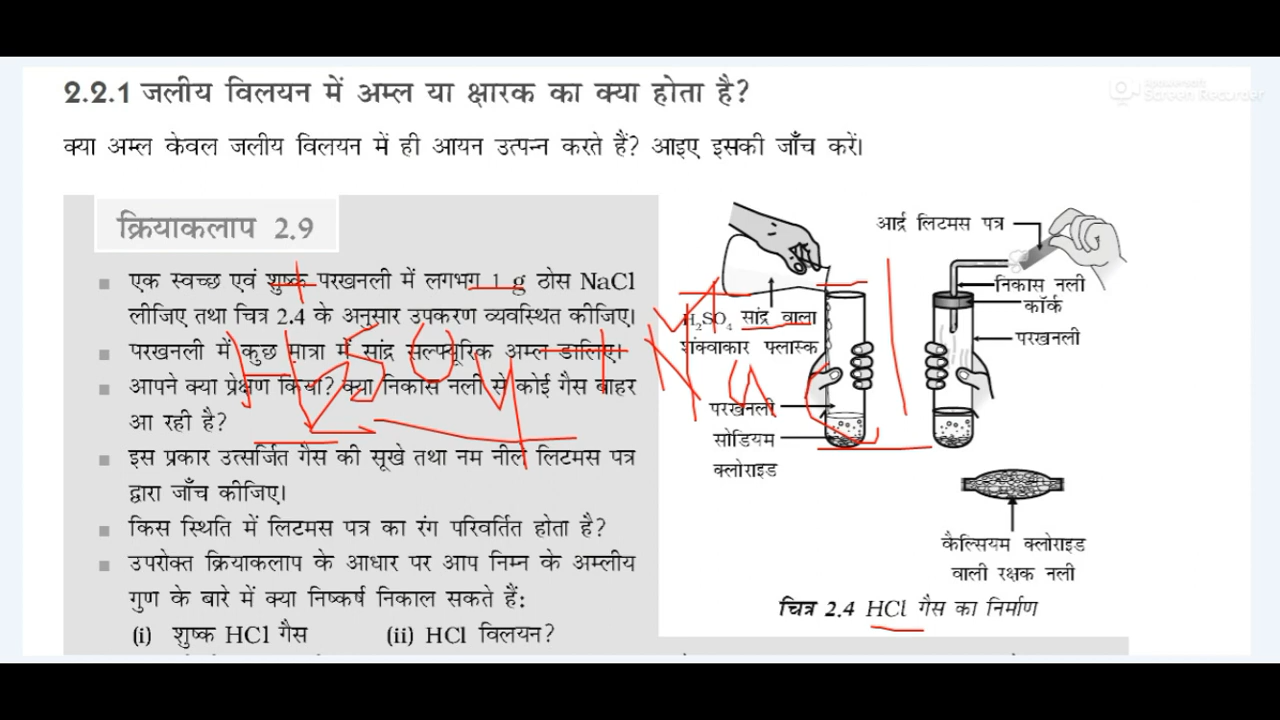 2.2.1 जलीय विलयन में अम्ल या क्षारक का क्या होता है?
क्या अम्ल केवल जलीय विलयन में ही आयन उत्पन्न करते हैं? आइए इसकी जाँच करें।
क्रियाकलाप 2.9
एक स्वच्छ एवं शुष्क परखनली में लगभग 1 g ठोस NaCl
लीजिए तथा चित्र 2.4 के अनुसार उपकरण व्यवस्थित कीजिए।
परखनली में कुछ मात्रा में सांद्र सल्फ्यूरिक अम्ल डालिए।
आपने क्या प्रेक्षण किया? क्या निकास नली से कोई गैस बाहर
आ रही है?
इस प्रकार उत्सर्जित गैस की सूखे तथा नम नीले लिटमस पत्र
द्वारा जाँच कीजिए।
किस स्थिति में लिटमस पत्र का रंग परिवर्तित होता है?
उपरोक्त क्रियाकलाप के आधार पर आप निम्न के अम्लीय
गुण के बारे में क्या निष्कर्ष निकाल सकते हैं:
(i) शुष्क HCl गैस (ii) HCl विलयन?
आर्द्र लिटमस पत्र
निकास नली
कॉर्क
परखनली
H₂SO₄ सांद्र वाला
शंक्वाकार फ्लास्क
परखनली
सोडियम
क्लोराइड
कैल्सियम क्लोराइड
वाली रक्षक नली
चित्र 2.4 HCl गैस का निर्माण
Screen Recorder